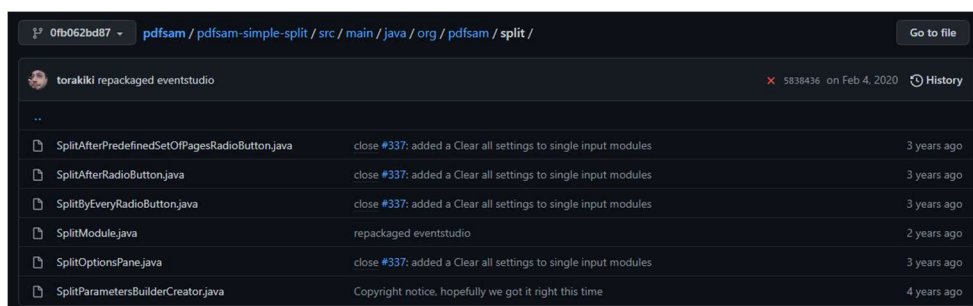 0fb062bd87 pdfsam / pdfsam-simple-split / src / main / java / org / pdfsam / split / Go to file
torakiki repackaged eventstudio 5838436 on Feb 4, 2020 History
..
SplitAfterPredefinedSetOfPagesRadioButton.java close #337: added a Clear all settings to single input modules 3 years ago
SplitAfterRadioButton.java close #337: added a Clear all settings to single input modules 3 years ago
SplitByEveryRadioButton.java close #337: added a Clear all settings to single input modules 3 years ago
SplitModule.java repackaged eventstudio 2 years ago
SplitOptionsPane.java close #337: added a Clear all settings to single input modules 3 years ago
SplitParametersBuilderCreator.java Copyright notice, hopefully we got it right this time 4 years ago